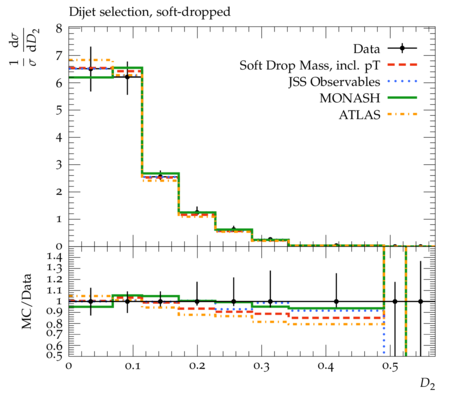 Dijet selection, soft-dropped
1/σ dσ/dD₂
8
7
6
5
4
3
2
1
0
Data
Soft Drop Mass, incl. pT
JSS Observables
MONASH
ATLAS
MC/Data
1.4
1.3
1.2
1.1
1.0
0.9
0.8
0.7
0.6
0.5
0 0.1 0.2 0.3 0.4 0.5
D₂